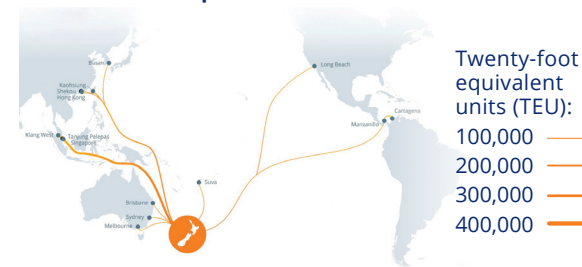 Busan
Kaohsiung
Shekou
Hong Kong
Klang West
Tanjung Pelepas
Singapore
Brisbane
Sydney
Melbourne
Suva
Long Beach
Manzanillo
Cartagena
Twenty-foot
equivalent
units (TEU):
100,000
200,000
300,000
400,000